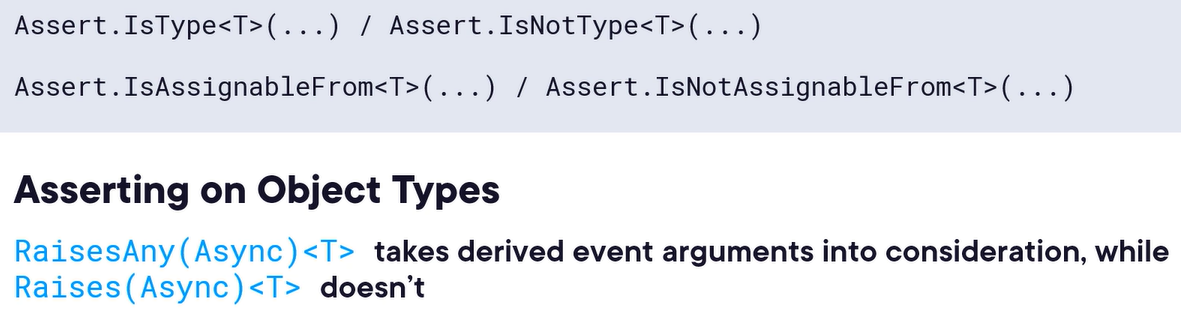 Assert.IsType<T>(...) / Assert.IsNotType<T>(...)
Assert.IsAssignableFrom<T>(...) / Assert.IsNotAssignableFrom<T>(...)
Asserting on Object Types
RaisesAny(Async)<T> takes derived event arguments into consideration, while
Raises(Async)<T> doesn’t